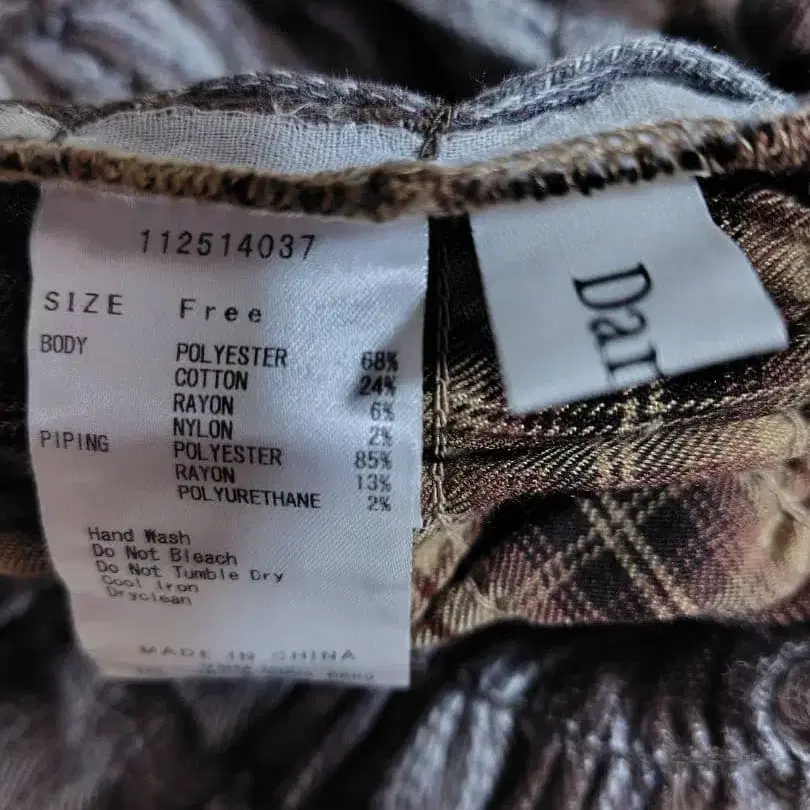 112514037
SIZE Free
BODY POLYESTER 68%
COTTON 24%
RAYON 6%
NYLON 2%
PIPING POLYESTER 85%
RAYON 13%
POLYURETHANE 2%
Hand Wash
Do Not Bleach
Do Not Tumble Dry
Cool Iron
Dryclean
MADE IN CHINA
Dar